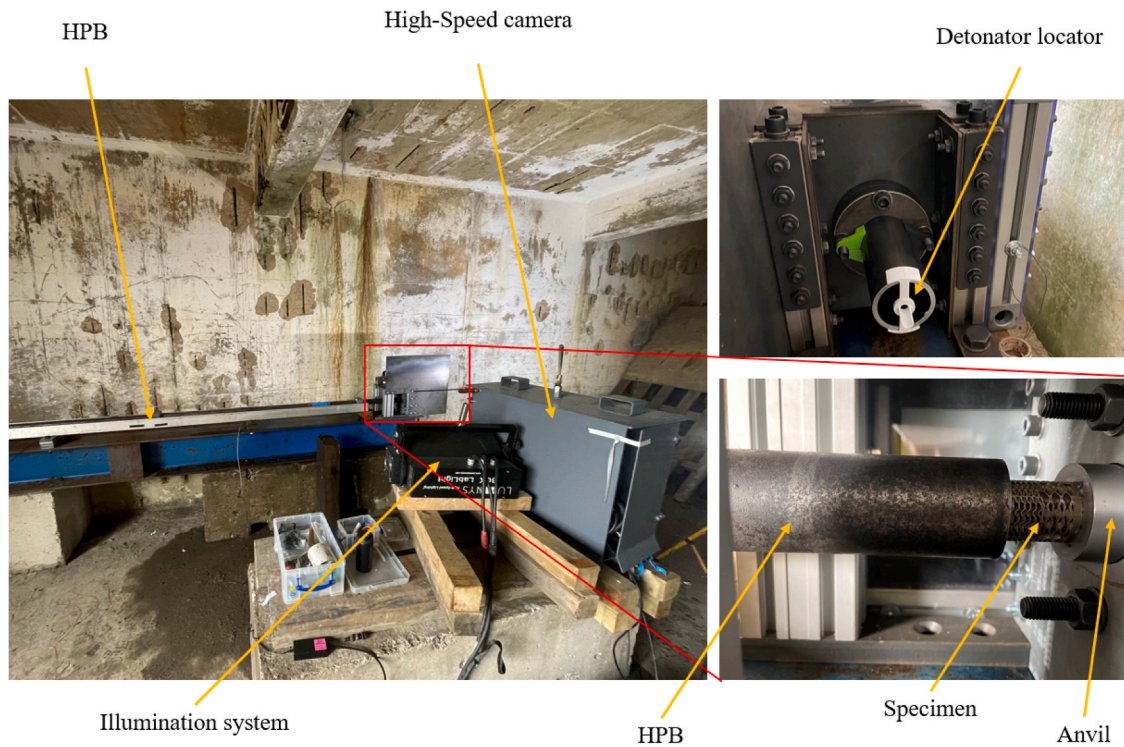 HPB
High-Speed camera
Detonator locator
Illumination system
HPB
Specimen
Anvil